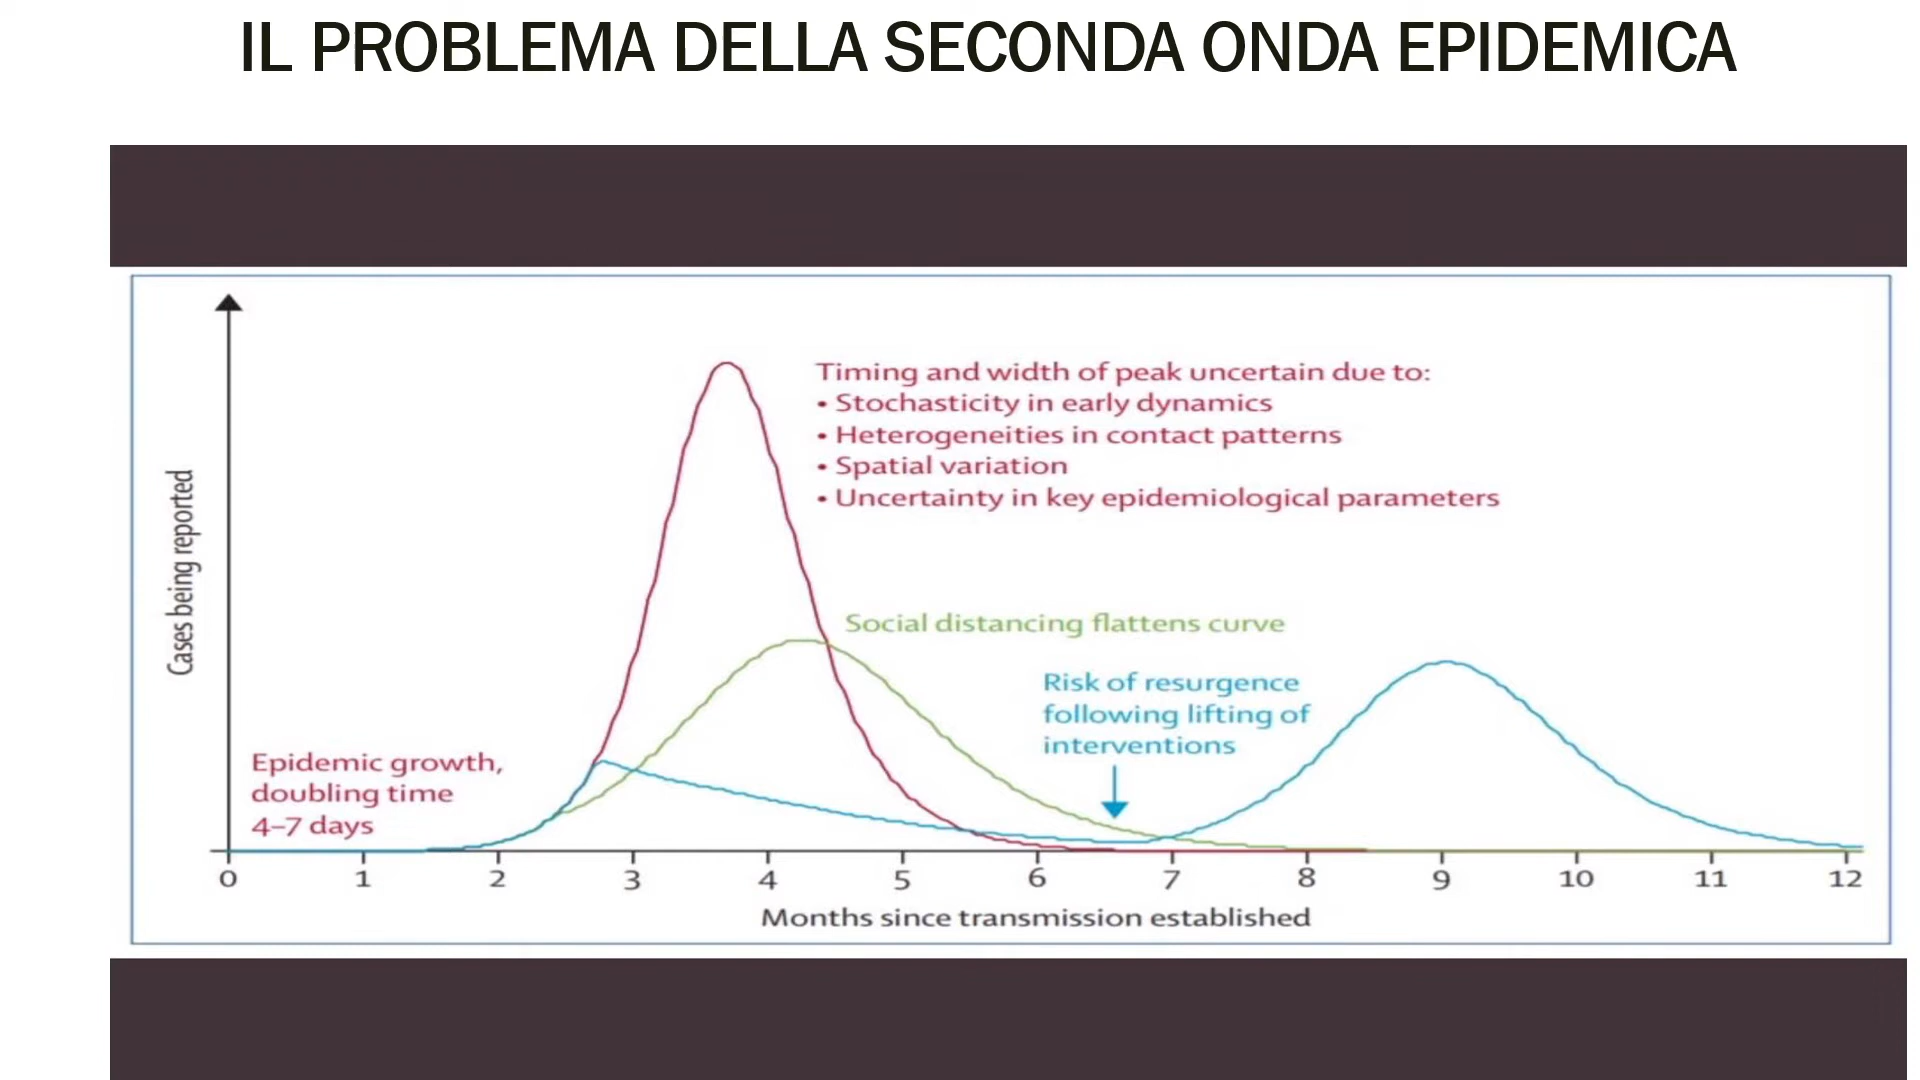 IL PROBLEMA DELLA SECONDA ONDA EPIDEMICA
Timing and width of peak uncertain due to:
• Stochasticity in early dynamics
• Heterogeneities in contact patterns
• Spatial variation
• Uncertainty in key epidemiological parameters
Cases being reported
Social distancing flattens curve
Risk of resurgence
following lifting of
interventions
Epidemic growth,
doubling time
4–7 days
0 1 2 3 4 5 6 7 8 9 10 11 12
Months since transmission established